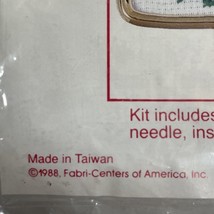 Kit includes
needle, ins
Made in Taiwan
©1988, Fabri-Centers of America, Inc.